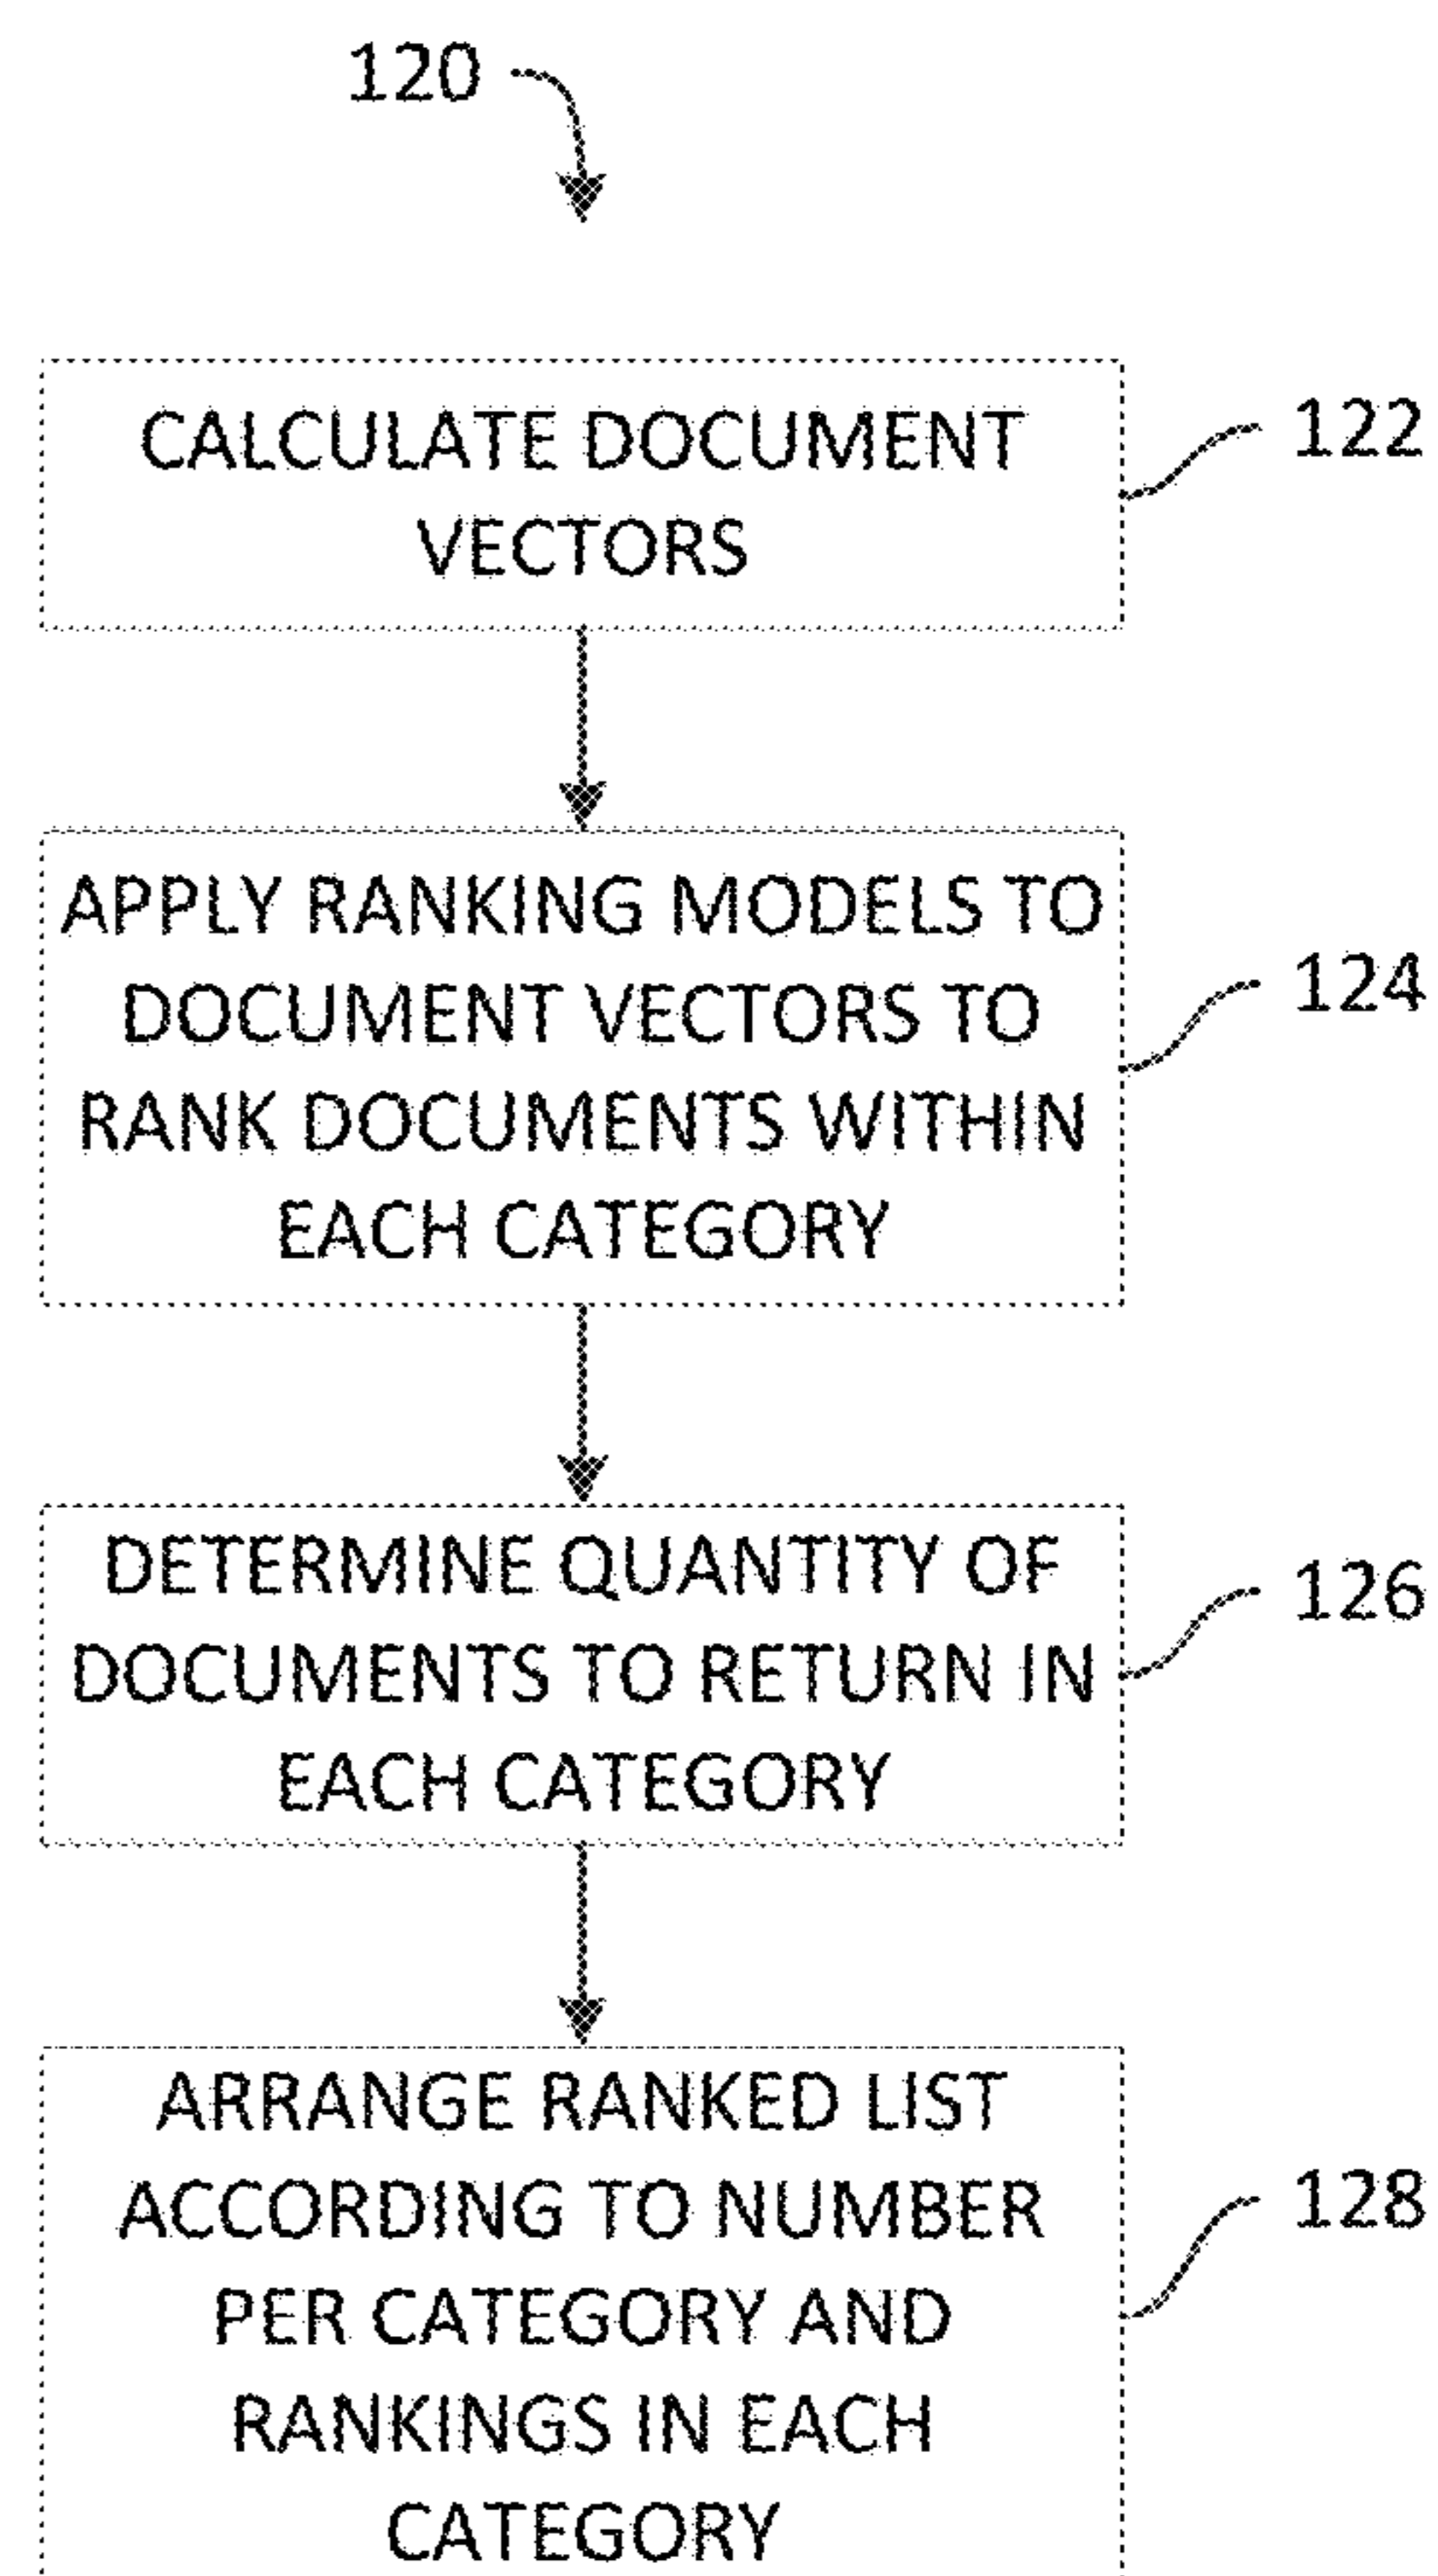 120
CALCULATE DOCUMENT
VECTORS
122
APPLY RANKING MODELS TO
DOCUMENT VECTORS TO
RANK DOCUMENTS WITHIN
EACH CATEGORY
124
DETERMINE QUANTITY OF
DOCUMENTS TO RETURN IN
EACH CATEGORY
126
ARRANGE RANKED LIST
ACCORDING TO NUMBER
PER CATEGORY AND
RANKINGS IN EACH
CATEGORY
128